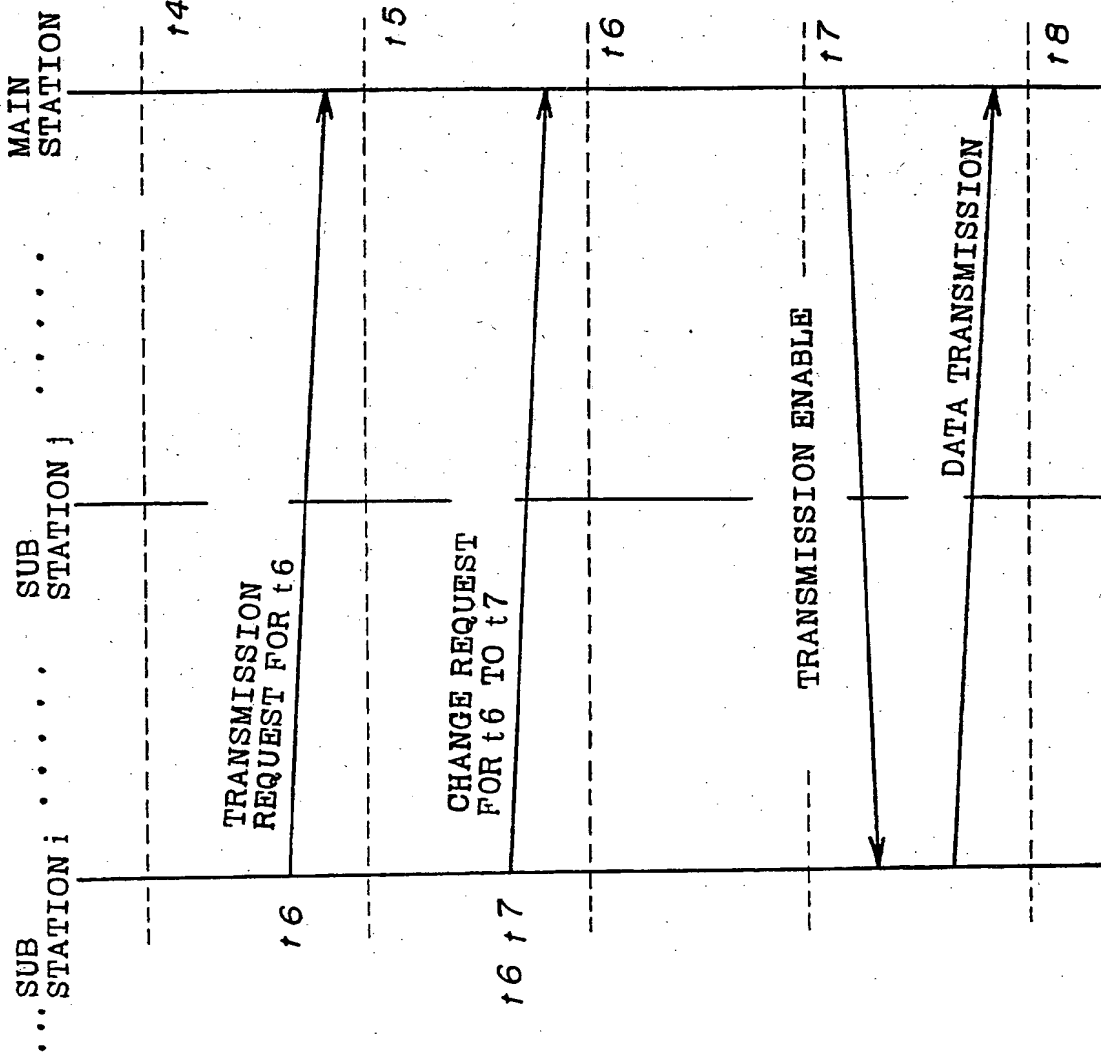 ... SUB
STATION i
SUB
STATION j
MAIN
STATION
t4
TRANSMISSION
REQUEST FOR t6
t6
t5
CHANGE REQUEST
FOR t6 TO t7
t6 t7
t6
TRANSMISSION ENABLE
t7
DATA TRANSMISSION
t8